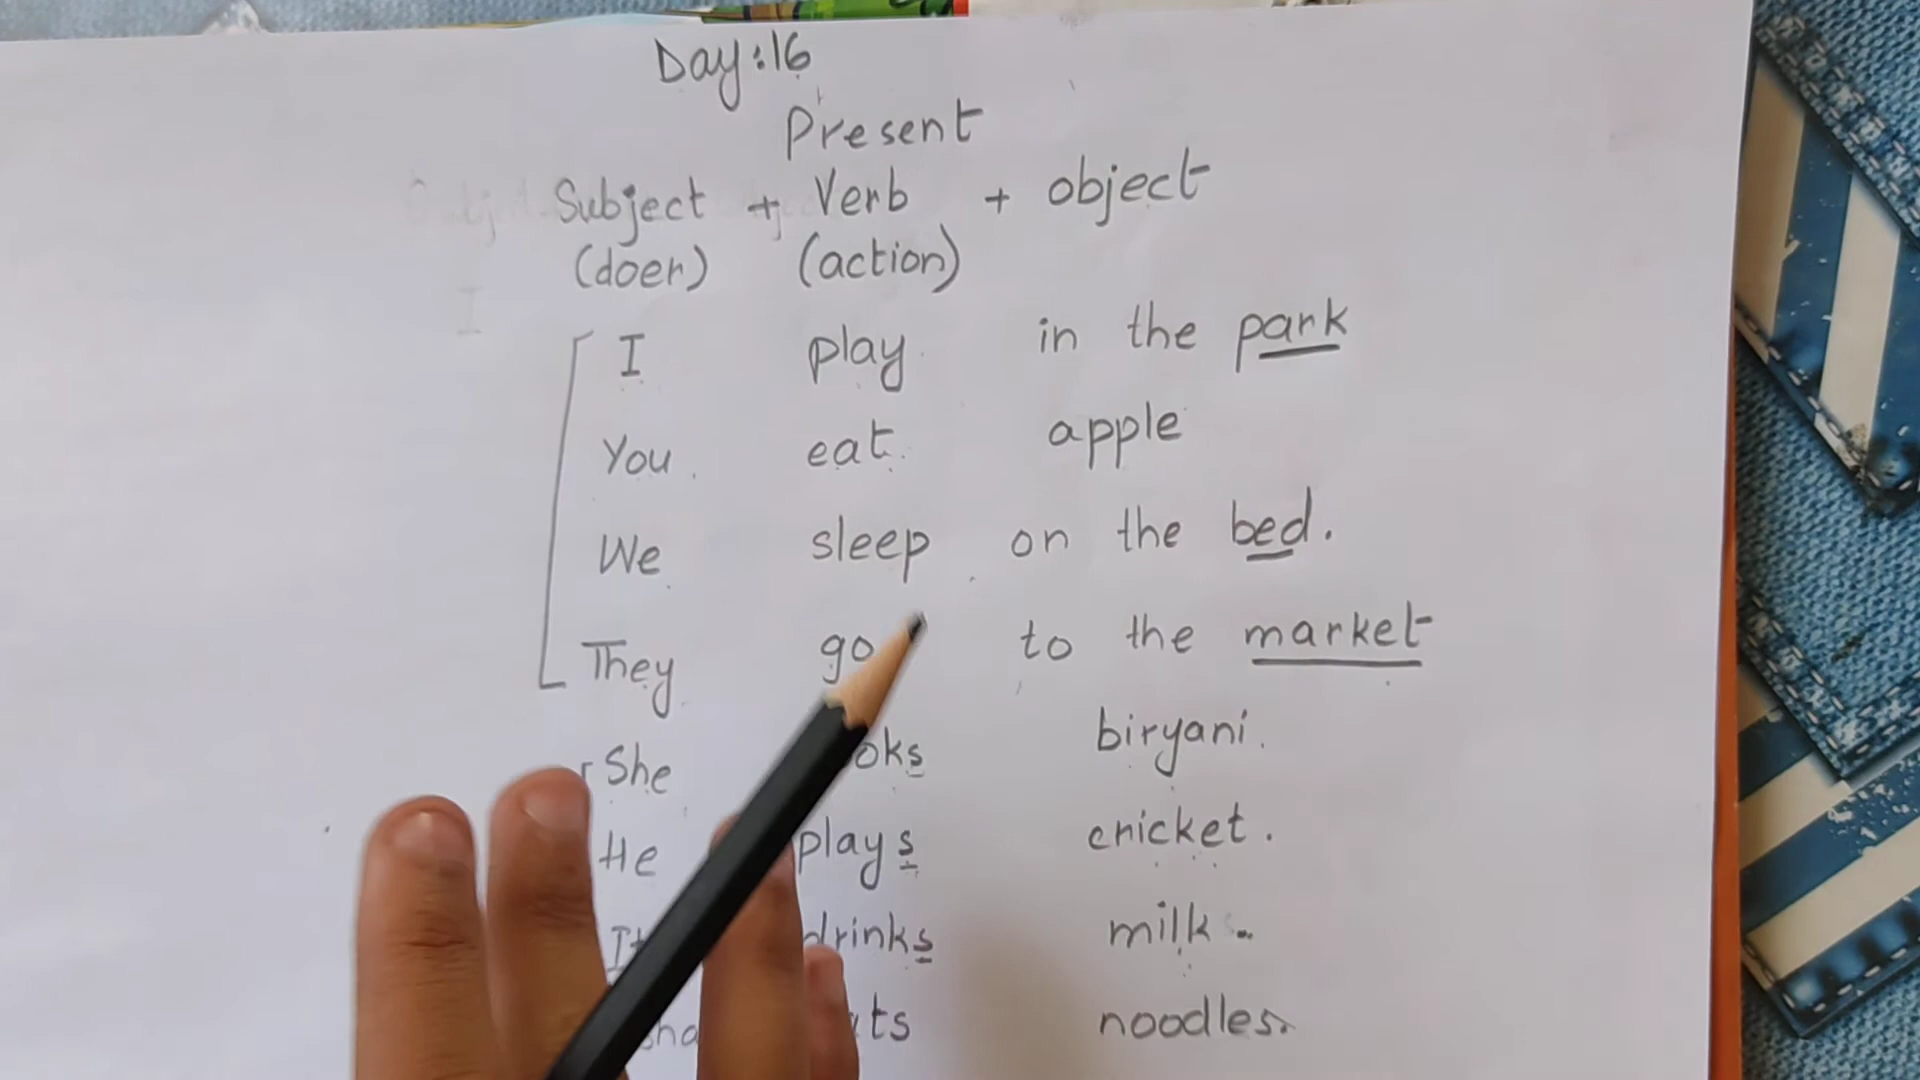 Day:16
Present
Subject + Verb + object
(doer) (action)
I play in the park
You eat apple
We sleep on the bed.
They go to the market
She biryani.
He plays cricket.
drinks milk.
noodles.